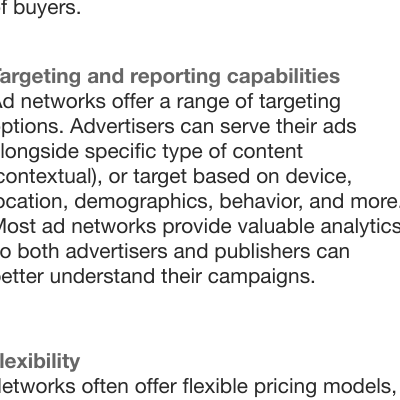 of buyers.
Targeting and reporting capabilities
Ad networks offer a range of targeting
options. Advertisers can serve their ads
alongside specific type of content
(contextual), or target based on device,
location, demographics, behavior, and more.
Most ad networks provide valuable analytics
to both advertisers and publishers can
better understand their campaigns.
Flexibility
Networks often offer flexible pricing models,